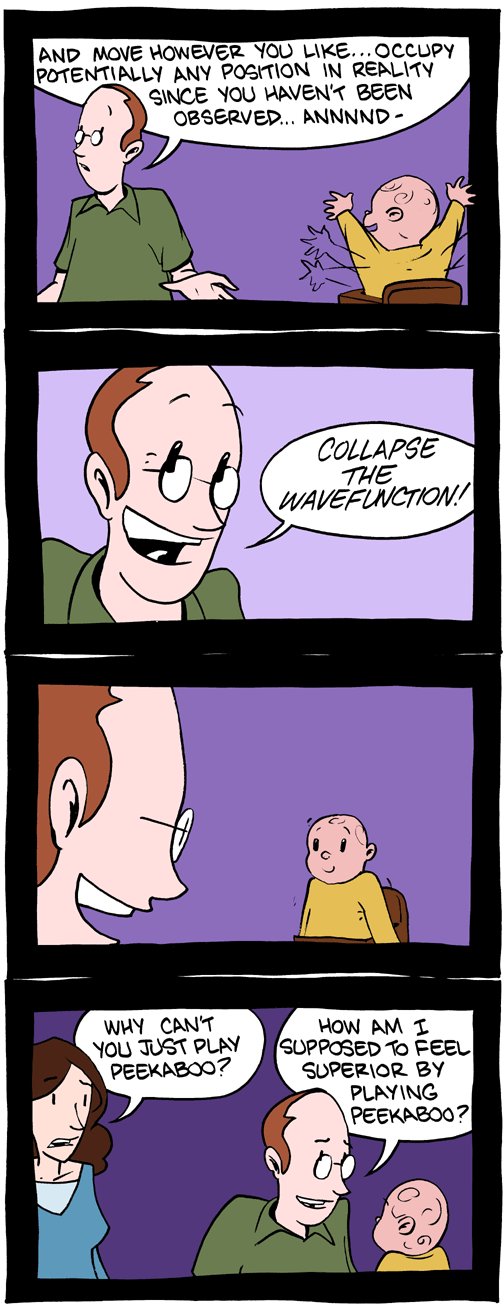 AND MOVE HOWEVER YOU LIKE...OCCUPY
POTENTIALLY ANY POSITION IN REALITY
SINCE YOU HAVEN'T BEEN
OBSERVED... ANNNND-
COLLAPSE
THE
WAVEFUNCTION!
WHY CAN'T
YOU JUST PLAY
PEEKABOO?
HOW AM I
SUPPOSED TO FEEL
SUPERIOR BY
PLAYING
PEEKABOO?